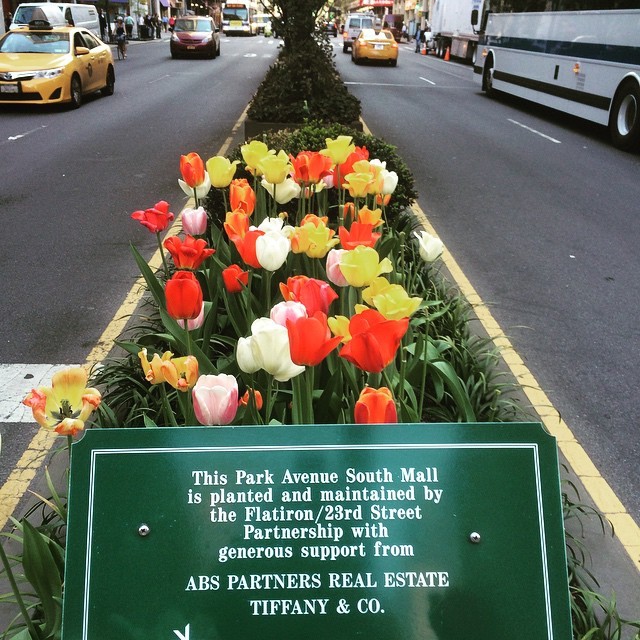 This Park Avenue South Mall
is planted and maintained by
the Flatiron/23rd Street
Partnership with
generous support from
ABS PARTNERS REAL ESTATE
TIFFANY & CO.